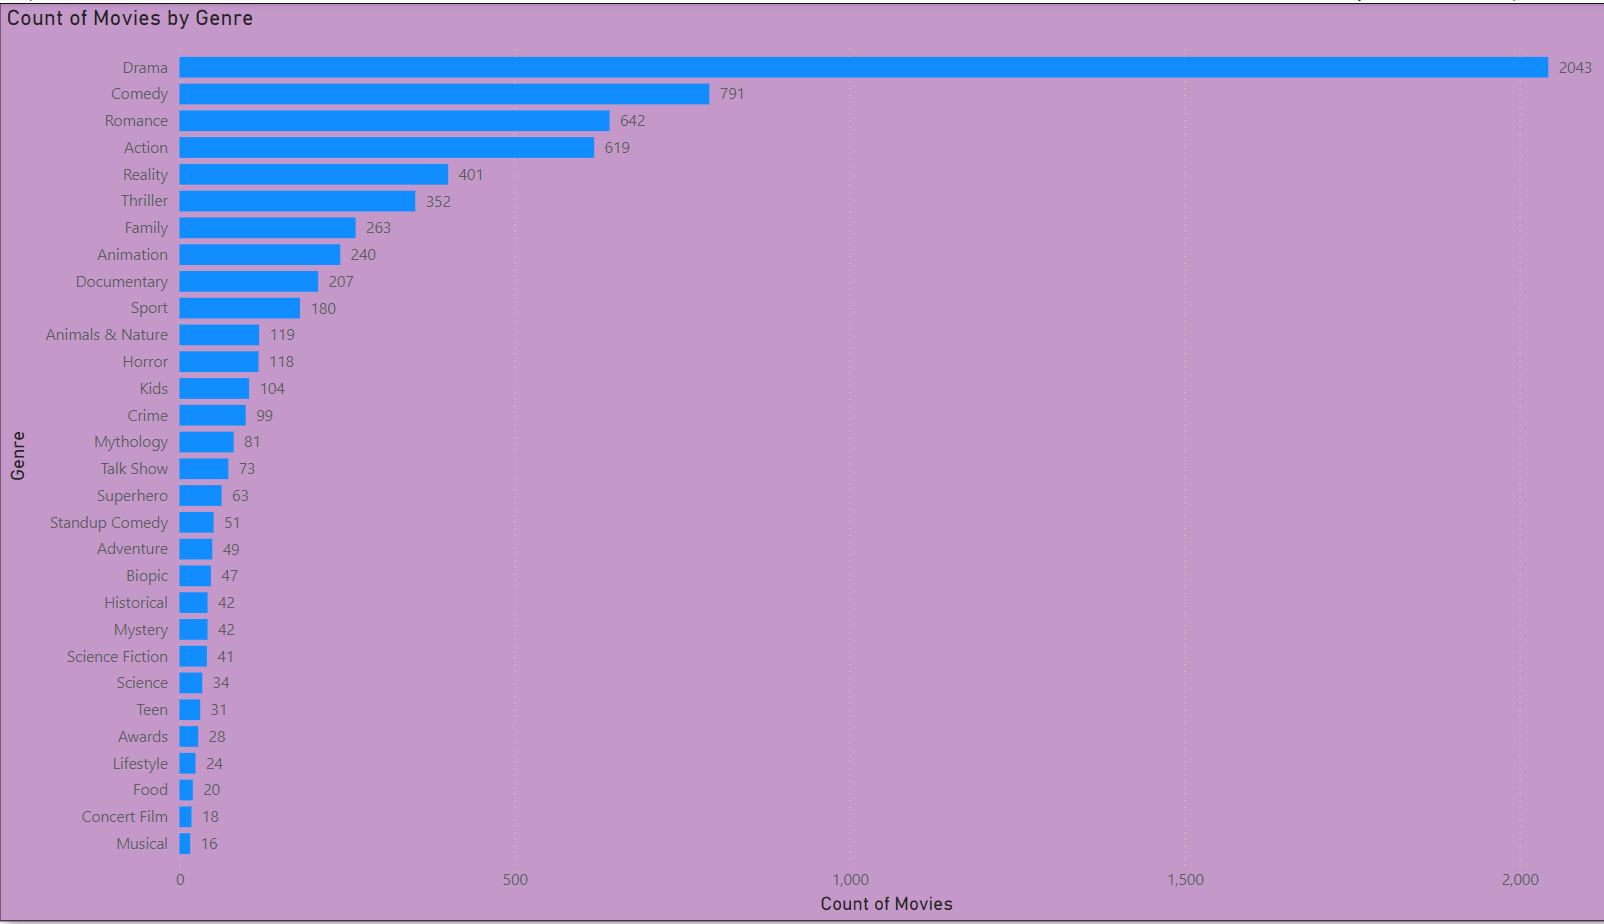 Count of Movies by Genre
Drama 2043
Comedy 791
Romance 642
Action 619
Reality 401
Thriller 352
Family 263
Animation 240
Documentary 207
Sport 180
Animals & Nature 119
Horror 118
Kids 104
Crime 99
Mythology 81
Talk Show 73
Superhero 63
Standup Comedy 51
Adventure 49
Biopic 47
Historical 42
Mystery 42
Science Fiction 41
Science 34
Teen 31
Awards 28
Lifestyle 24
Food 20
Concert Film 18
Musical 16
Genre
0 500 1,000 1,500 2,000
Count of Movies